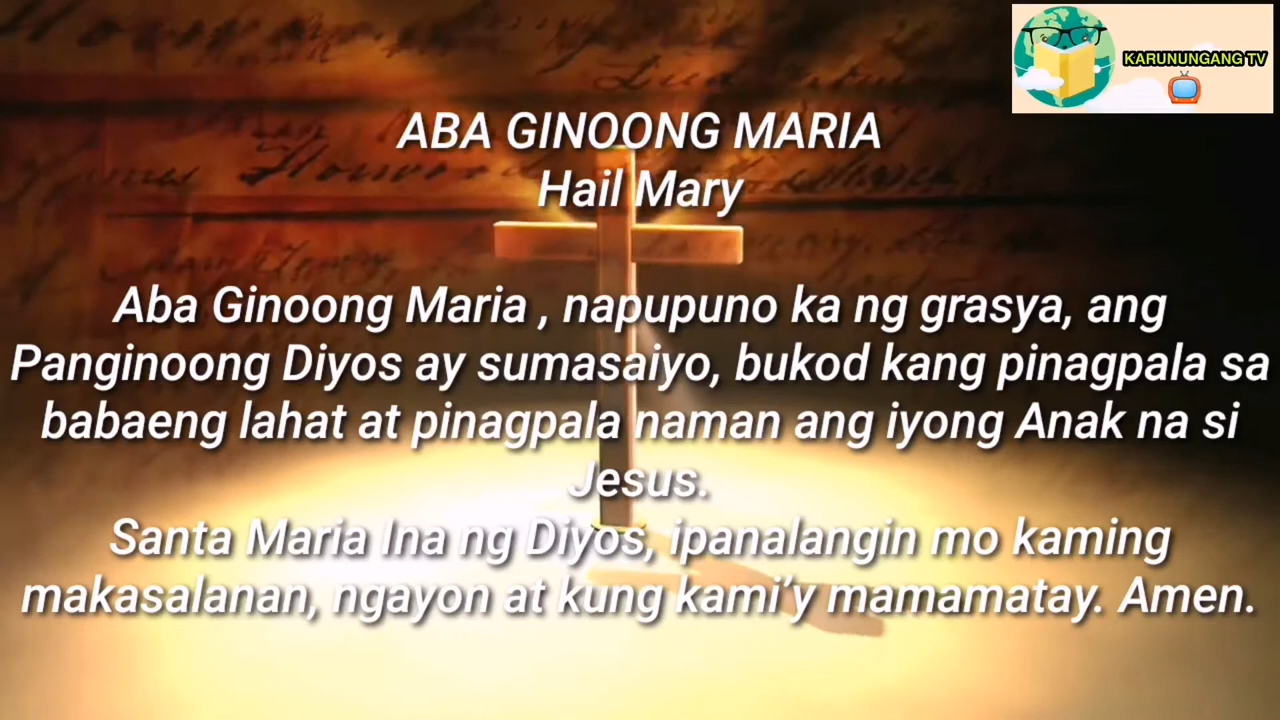 KARUNUNGANG TV
ABA GINOONG MARIA
Hail Mary
Aba Ginoong Maria , napupuno ka ng grasya, ang
Panginoong Diyos ay sumasaiyo, bukod kang pinagpala sa
babaeng lahat at pinagpala naman ang iyong Anak na si
Jesus.
Santa Maria Ina ng Diyos, ipanalangin mo kaming
makasalanan, ngayon at kung kami’y mamamatay. Amen.